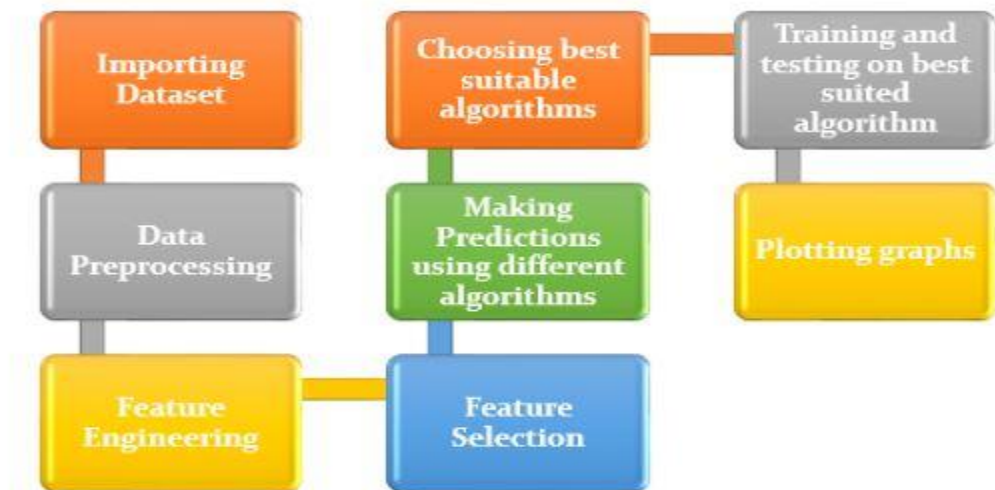 Importing
Dataset
Data
Preprocessing
Feature
Engineering
Feature
Selection
Making
Predictions
using different
algorithms
Choosing best
suitable
algorithms
Training and
testing on best
suited
algorithm
Plotting graphs